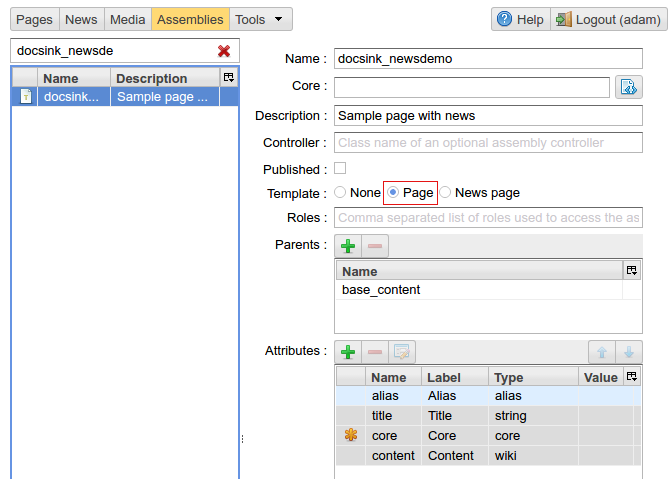 Pages News Media Assemblies Tools Help Logout (adam)
docsink_newsde
Name Description
docsink... Sample page ...
Name : docsink_newsdemo
Core :
Description : Sample page with news
Controller : Class name of an optional assembly controller
Published :
Template : None Page News page
Roles : Comma separated list of roles used to access the as
Parents :
Name
base_content
Attributes :
Name Label Type Value
alias Alias alias
title Title string
core Core core
content Content wiki